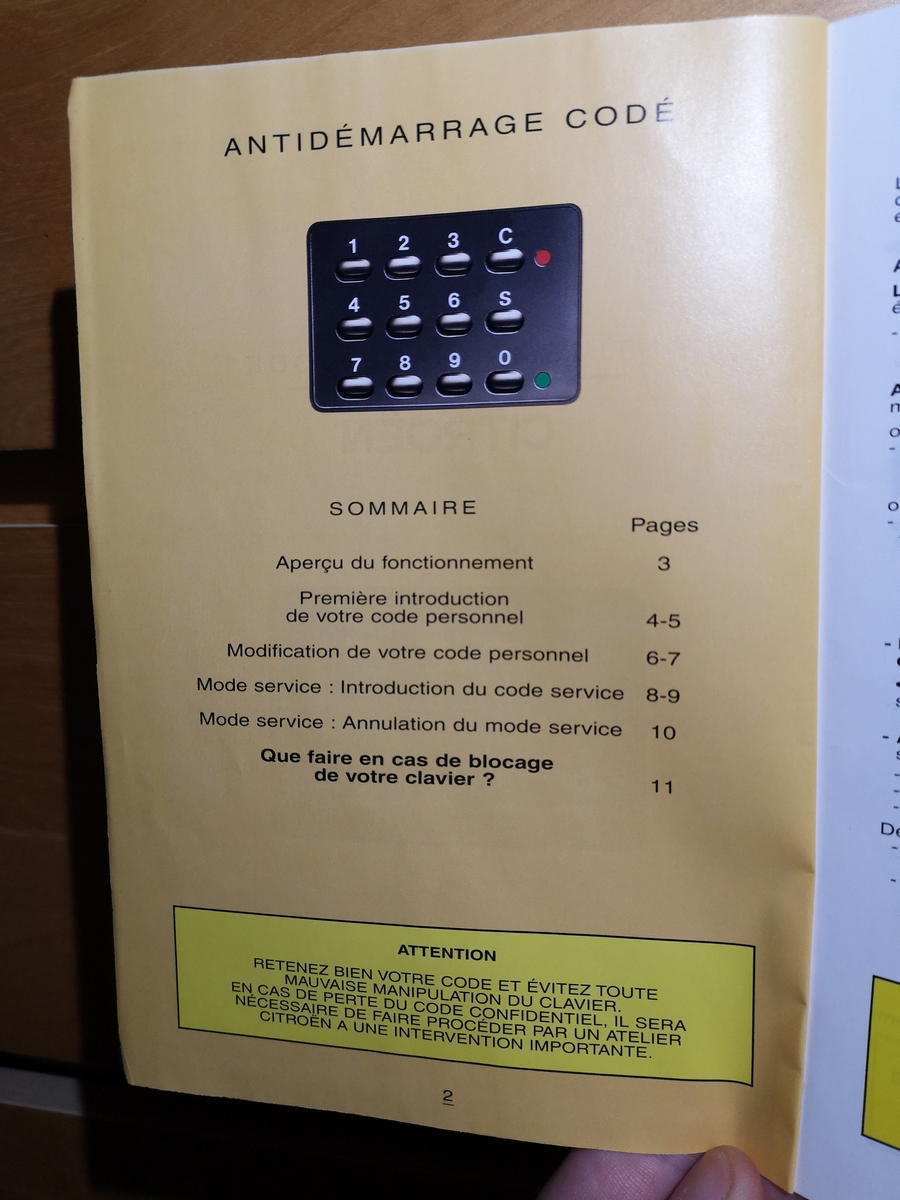 ANTIDÉMARRAGE CODÉ
1 2 3 C
4 5 6 S
7 8 9 0
SOMMAIRE
Pages
Aperçu du fonctionnement 3
Première introduction
de votre code personnel 4-5
Modification de votre code personnel 6-7
Mode service : Introduction du code service 8-9
Mode service : Annulation du mode service 10
Que faire en cas de blocage
de votre clavier ? 11
ATTENTION
RETENEZ BIEN VOTRE CODE ET ÉVITEZ TOUTE
MAUVAISE MANIPULATION DU CLAVIER.
EN CAS DE PERTE DU CODE CONFIDENTIEL, IL SERA
NÉCESSAIRE DE FAIRE PROCÉDER PAR UN ATELIER
CITROËN A UNE INTERVENTION IMPORTANTE.
2